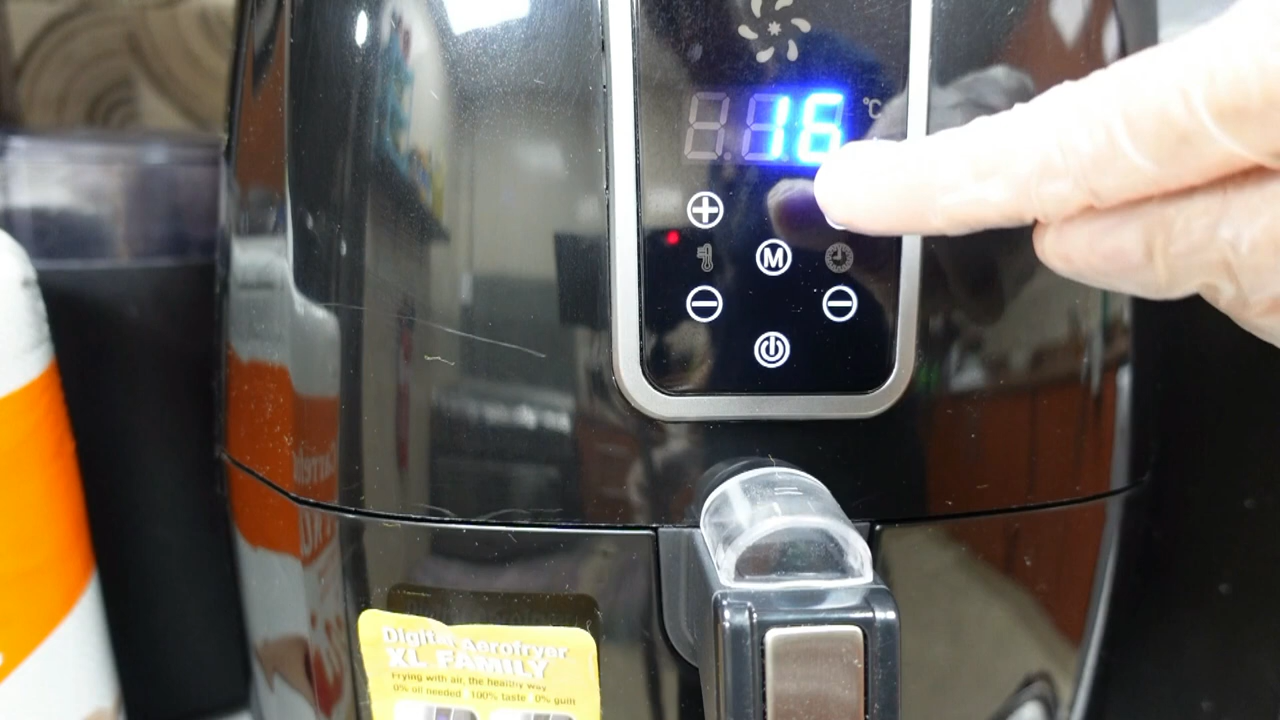 16
°C
M
Digital Aerofryer
XL FAMILY
Frying with air, the healthy way
0% oil needed 100% taste 0% guilt